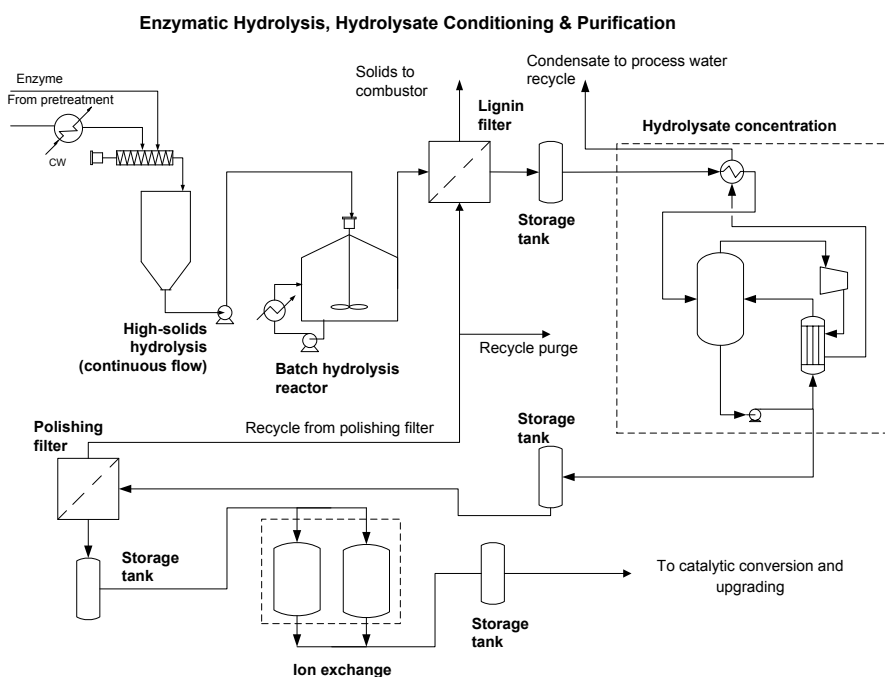 Enzymatic Hydrolysis, Hydrolysate Conditioning & Purification
Enzyme
From pretreatment
CW
Solids to
combustor
Lignin
filter
Condensate to process water
recycle
Hydrolysate concentration
Storage
tank
High-solids
hydrolysis
(continuous flow)
Batch hydrolysis
reactor
Recycle purge
Polishing
filter
Recycle from polishing filter
Storage
tank
Storage
tank
Ion exchange
Storage
tank
To catalytic conversion and
upgrading